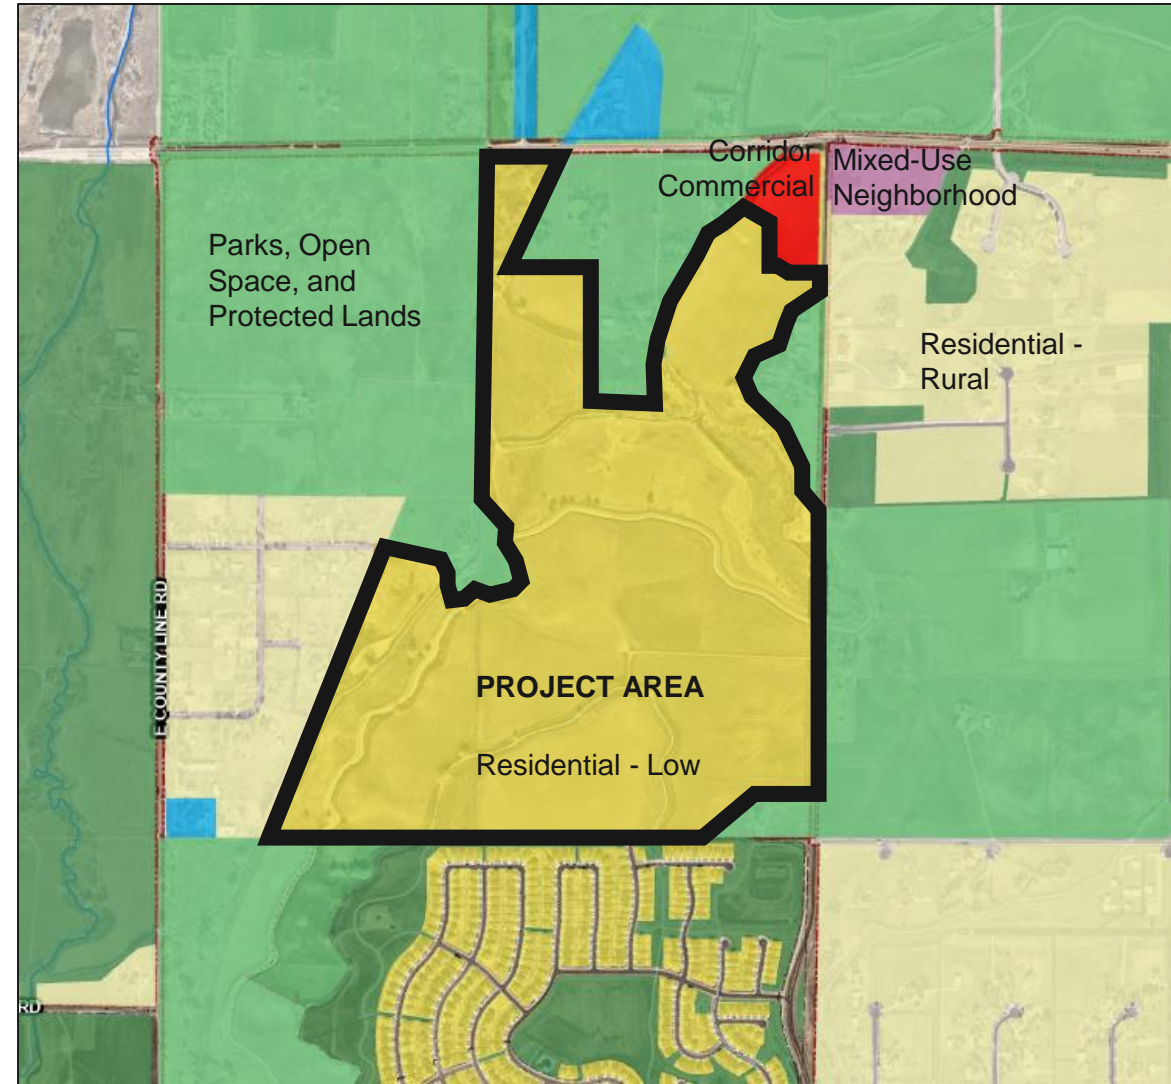 Corridor
Commercial
Mixed-Use
Neighborhood
Parks, Open
Space, and
Protected Lands
Residential -
Rural
E COUNTY LINE RD
PROJECT AREA
Residential - Low
RD